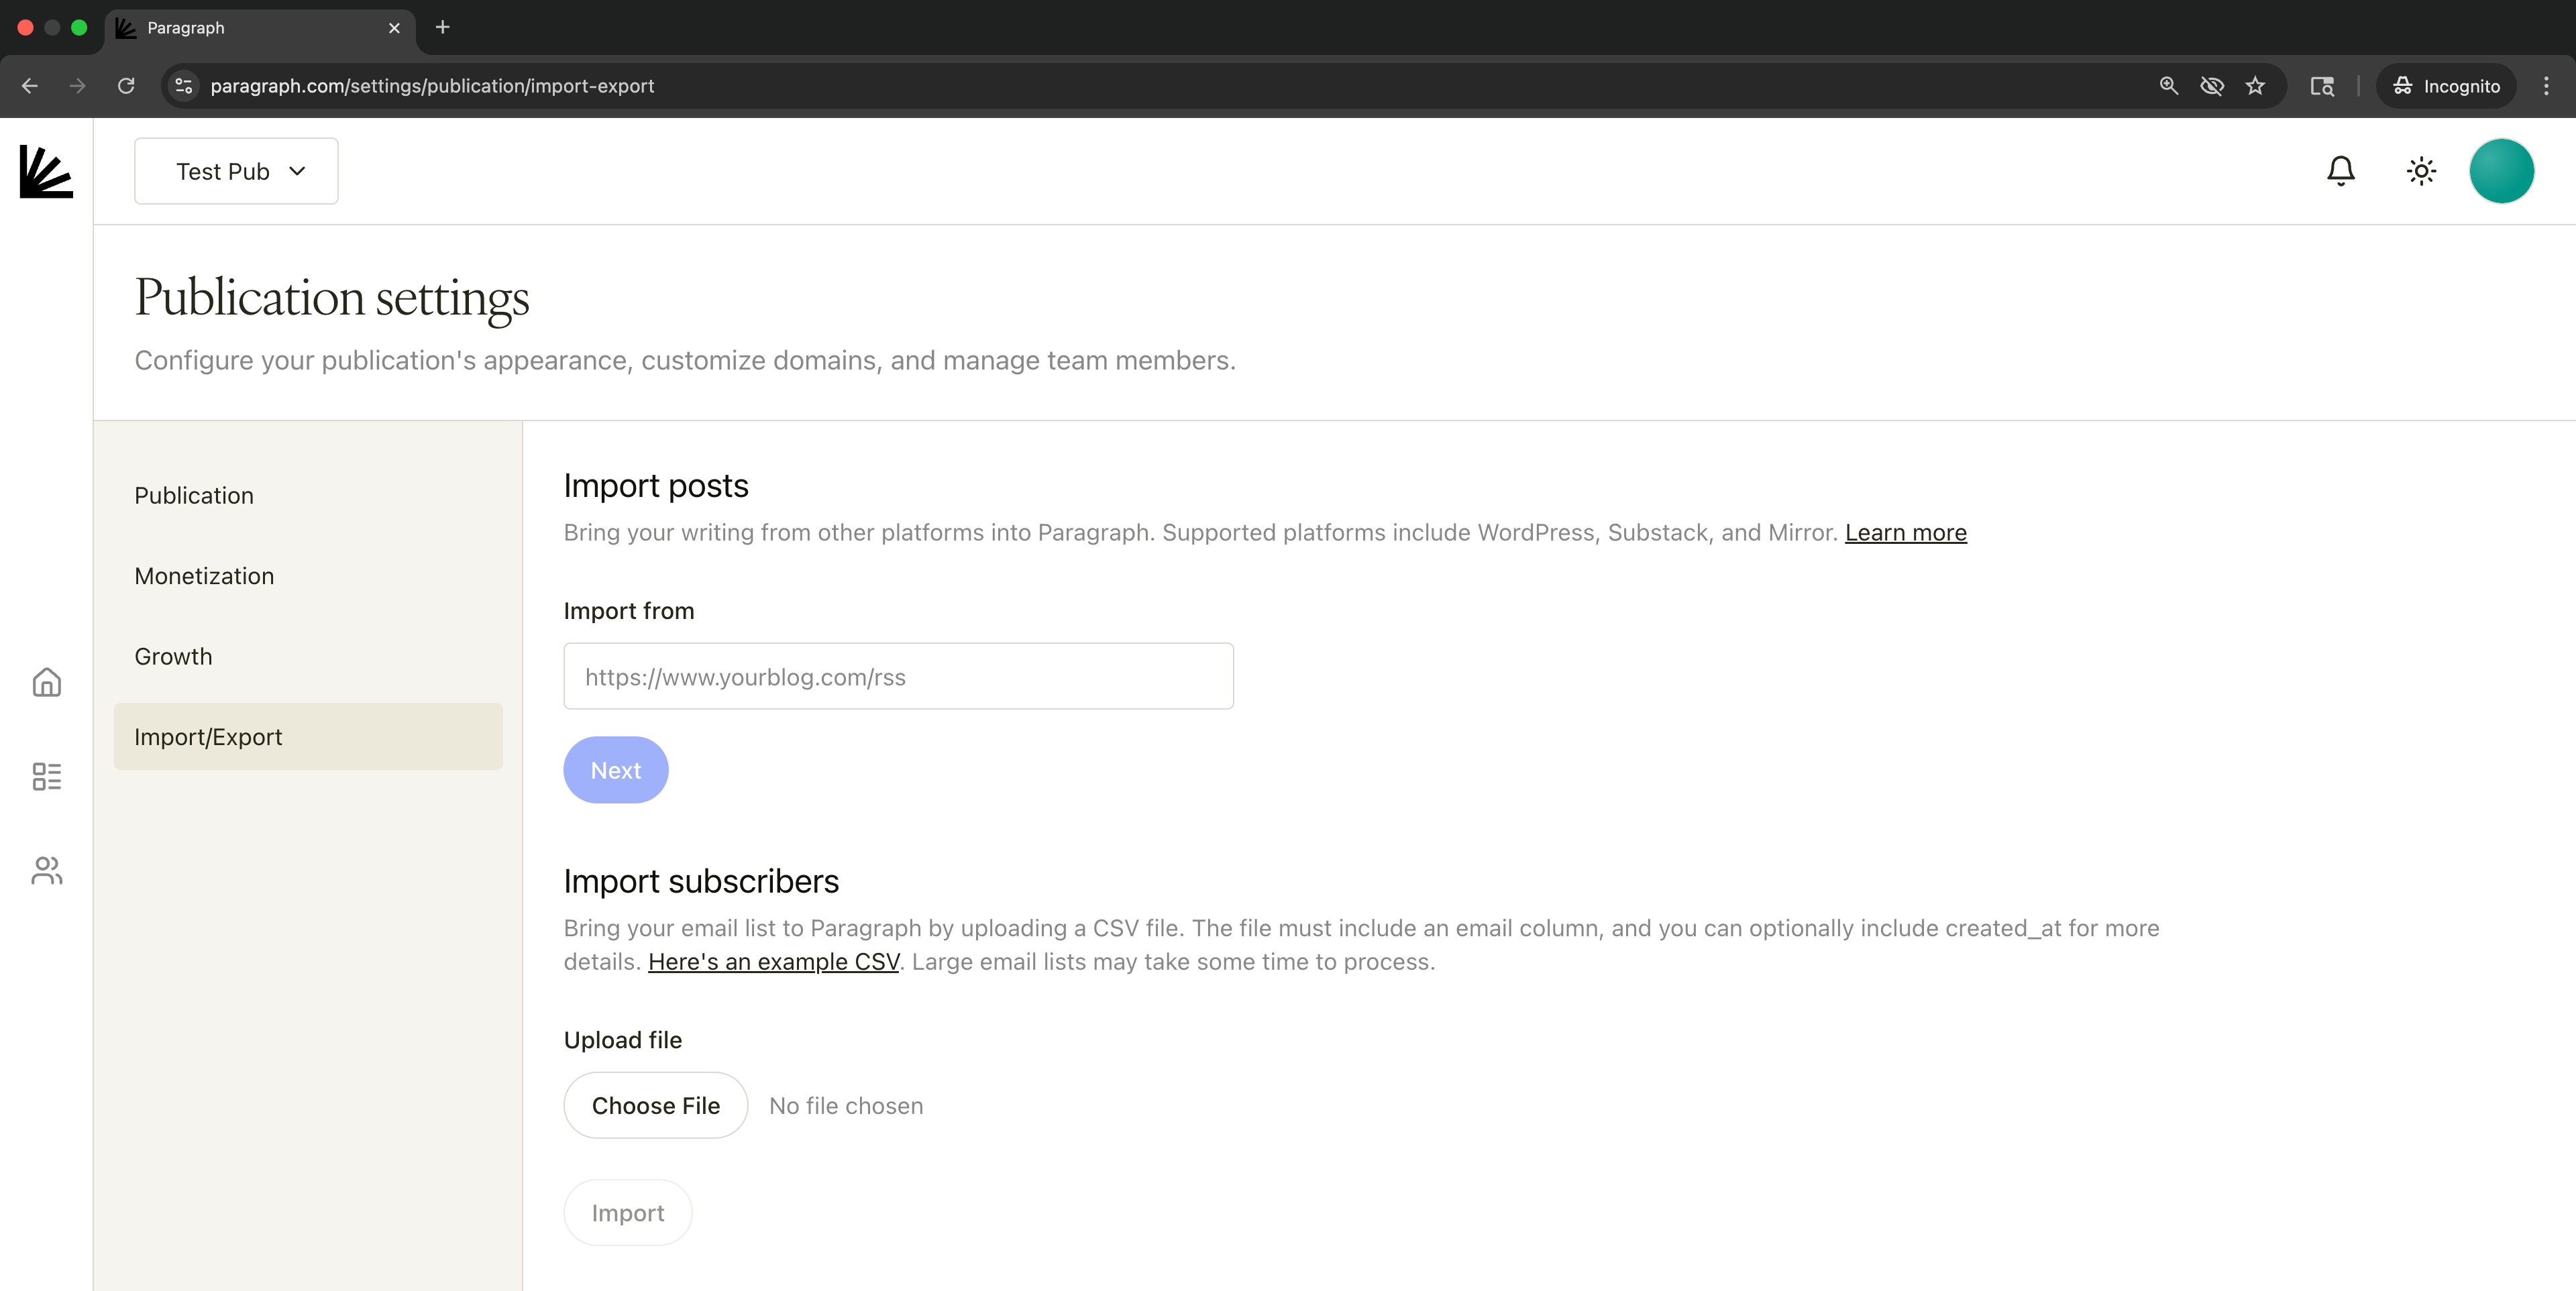 Paragraph
paragraph.com/settings/publication/import-export
Incognito
Test Pub
Publication settings
Configure your publication's appearance, customize domains, and manage team members.
Publication
Monetization
Growth
Import/Export
Import posts
Bring your writing from other platforms into Paragraph. Supported platforms include WordPress, Substack, and Mirror. Learn more
Import from
https://www.yourblog.com/rss
Next
Import subscribers
Bring your email list to Paragraph by uploading a CSV file. The file must include an email column, and you can optionally include created_at for more
details. Here's an example CSV. Large email lists may take some time to process.
Upload file
Choose File No file chosen
Import